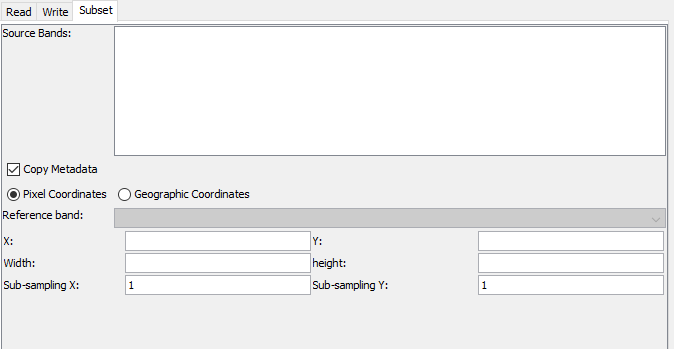 Read Write Subset
Source Bands:
Copy Metadata
Pixel Coordinates Geographic Coordinates
Reference band:
X: Y:
Width: height:
Sub-sampling X: 1 Sub-sampling Y: 1